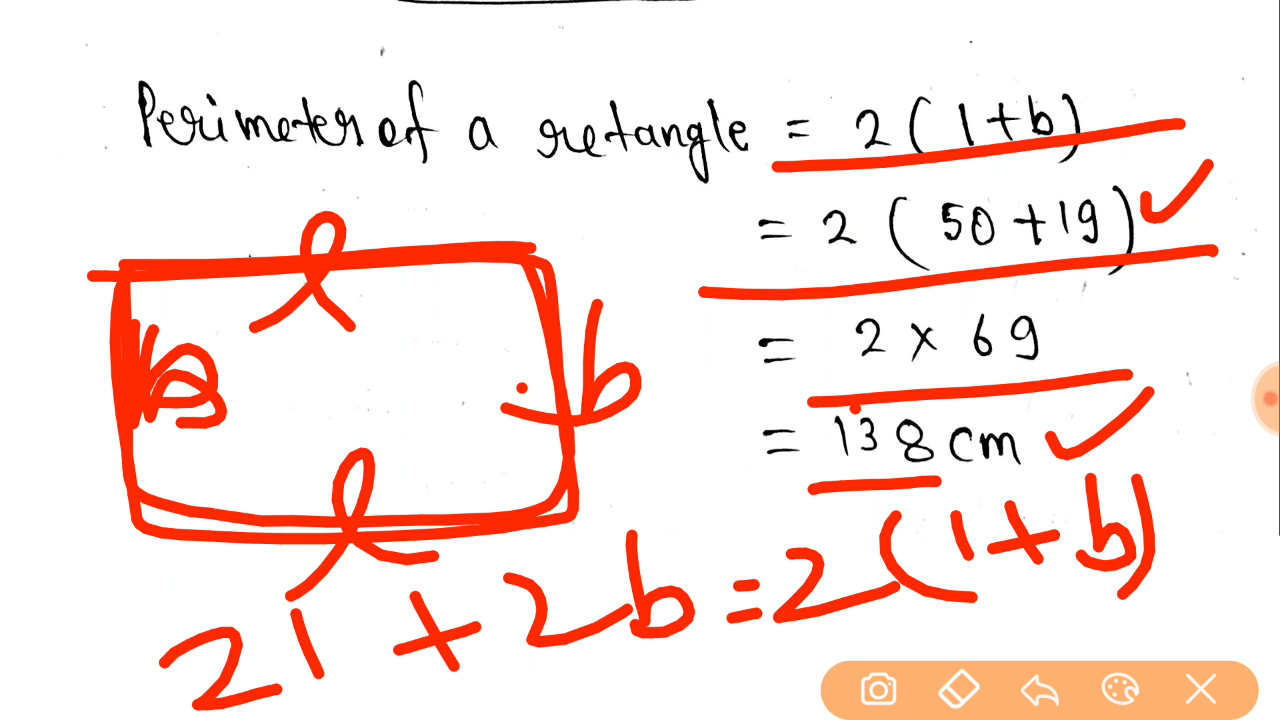 Perimeter of a retangle = 2 ( l + b )
= 2 ( 50 + 19 )
= 2 x 69
= 138 cm
l
b
b
l
2l + 2b = 2(l + b)